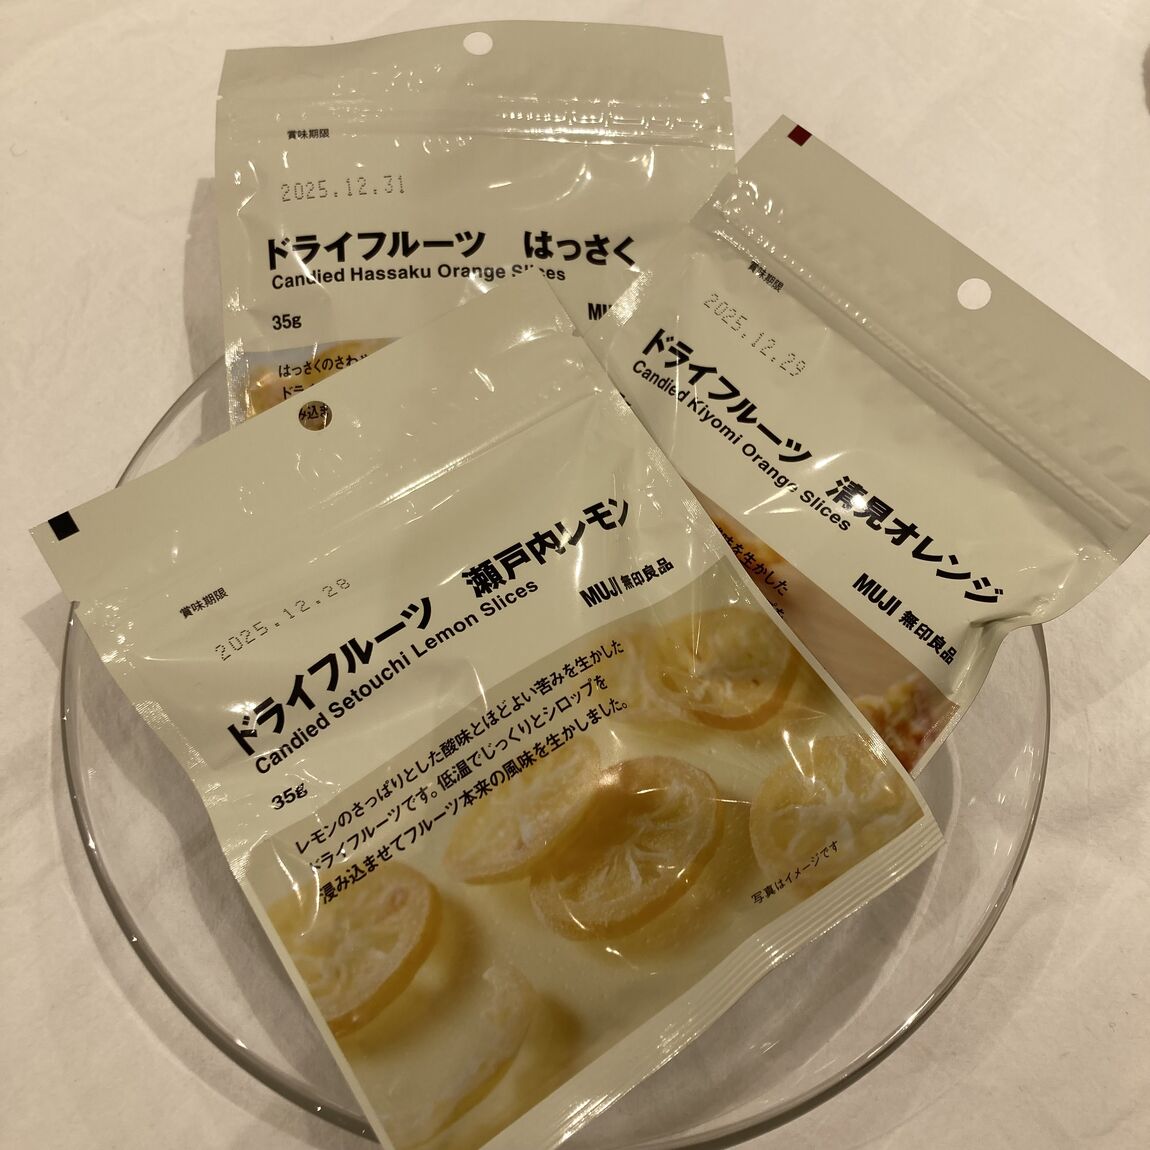 賞味期限
2025.12.31
ドライフルーツ はっさく
Candied Hassaku Orange Slices
35g
はっさくのさわ
ドラ
み込ま
賞味期限
2025.12.29
ドライフルーツ 清見オレンジ
Candied Kiyomi Orange Slices
MUJI 無印良品
を生かした
賞味期限
2025.12.28
ドライフルーツ 瀬戸内レモン
Candied Setouchi Lemon Slices
MUJI 無印良品
35g
レモンのさっぱりとした酸味とほどよい苦みを生かした
ドライフルーツです。低温でじっくりとシロップを
浸み込ませてフルーツ本来の風味を生かしました。
写真はイメージです